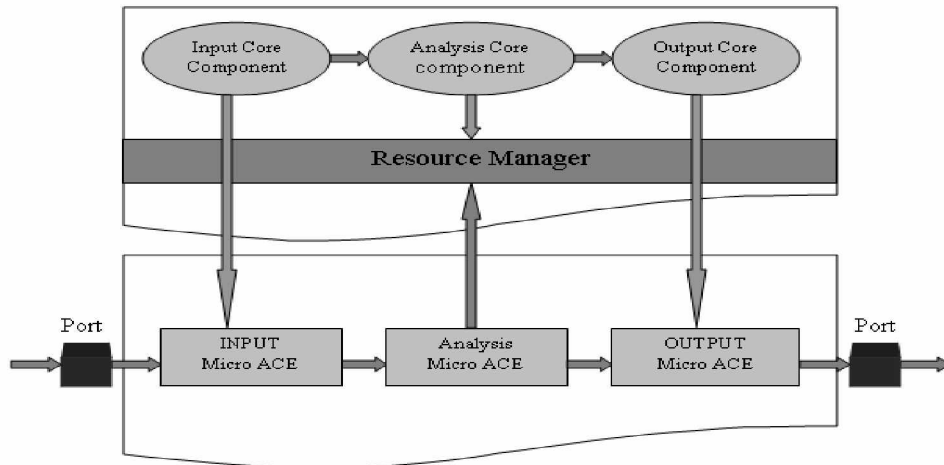 Input Core
Component
Analysis Core
component
Output Core
Component
Resource Manager
Port
INPUT
Micro ACE
Analysis
Micro ACE
OUTPUT
Micro ACE
Port